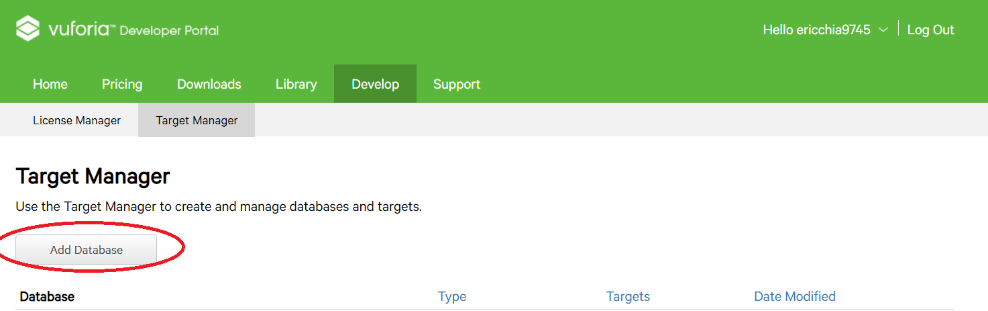 vuforia™ Developer Portal
Hello ericchia9745 Log Out
Home Pricing Downloads Library Develop Support
License Manager Target Manager
Target Manager
Use the Target Manager to create and manage databases and targets.
Add Database
Database Type Targets Date Modified